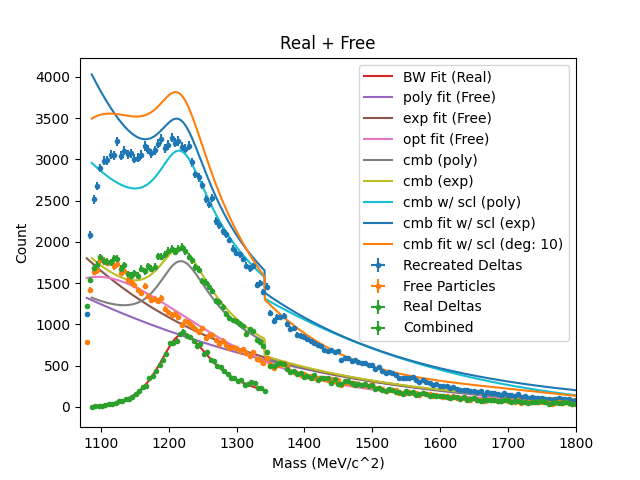 Real + Free
4000
3500
3000
2500
2000
1500
1000
500
0
Count
1100
1200
1300
1400
1500
1600
1700
1800
Mass (MeV/c^2)
BW Fit (Real)
poly fit (Free)
exp fit (Free)
opt fit (Free)
cmb (poly)
cmb (exp)
cmb w/ scl (poly)
cmb fit w/ scl (exp)
cmb fit w/ scl (deg: 10)
Recreated Deltas
Free Particles
Real Deltas
Combined